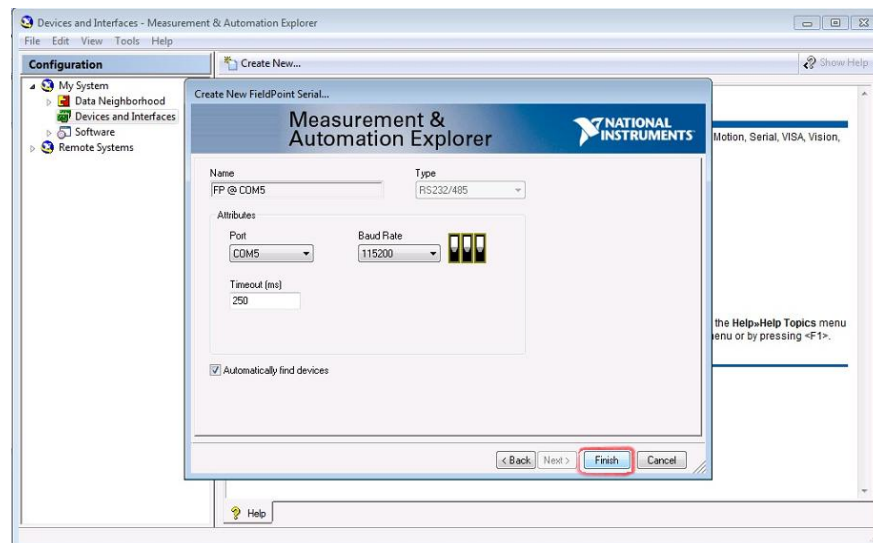 Devices and Interfaces - Measurement & Automation Explorer
File Edit View Tools Help
Configuration
Create New...
Show Help
My System
Data Neighborhood
Devices and Interfaces
Software
Remote Systems
Create New FieldPoint Serial...
Measurement &
Automation Explorer
NATIONAL
INSTRUMENTS
Motion, Serial, VISA, Vision,
Name
Type
FP @ COM5
RS232/485
Attributes
Port
Baud Rate
COM5
115200
Timeout (ms)
250
the Help»Help Topics menu
enu or by pressing <F1>.
Automatically find devices
< Back
Next >
Finish
Cancel
Help